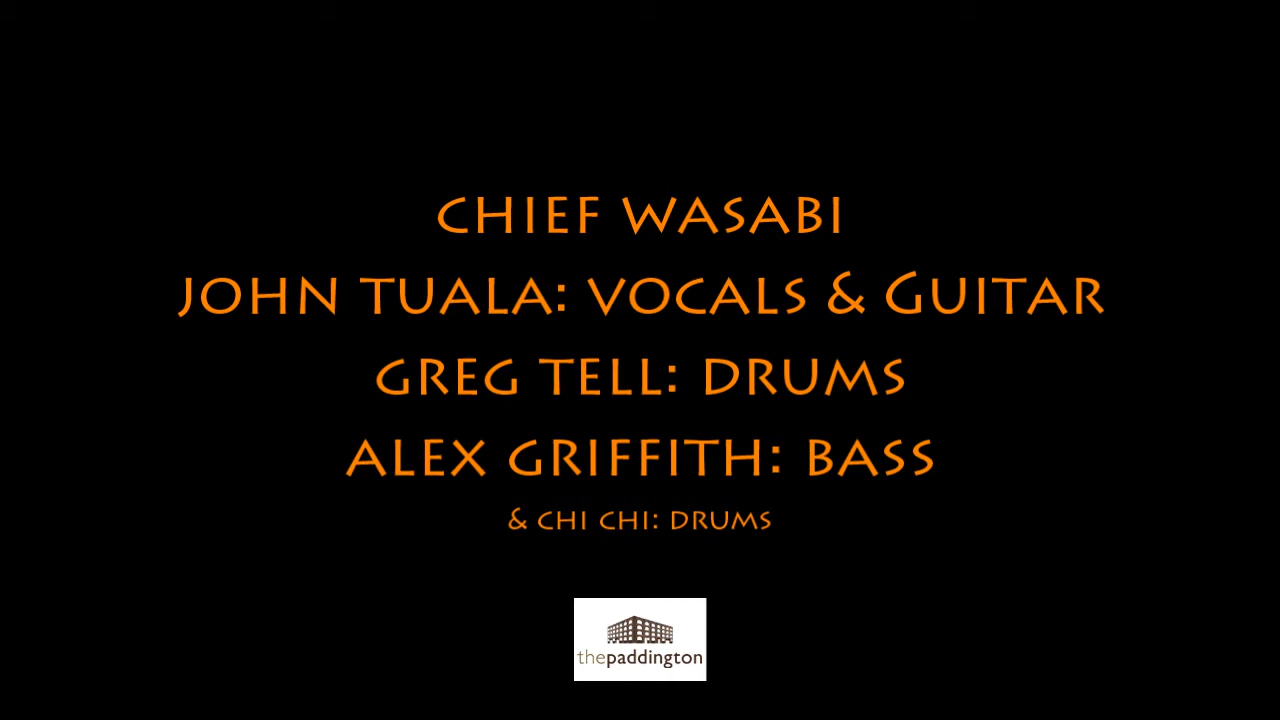 CHIEF WASABI
JOHN TUALA: VOCALS & GUITAR
GREG TELL: DRUMS
ALEX GRIFFITH: BASS
& CHI CHI: DRUMS
thepaddington